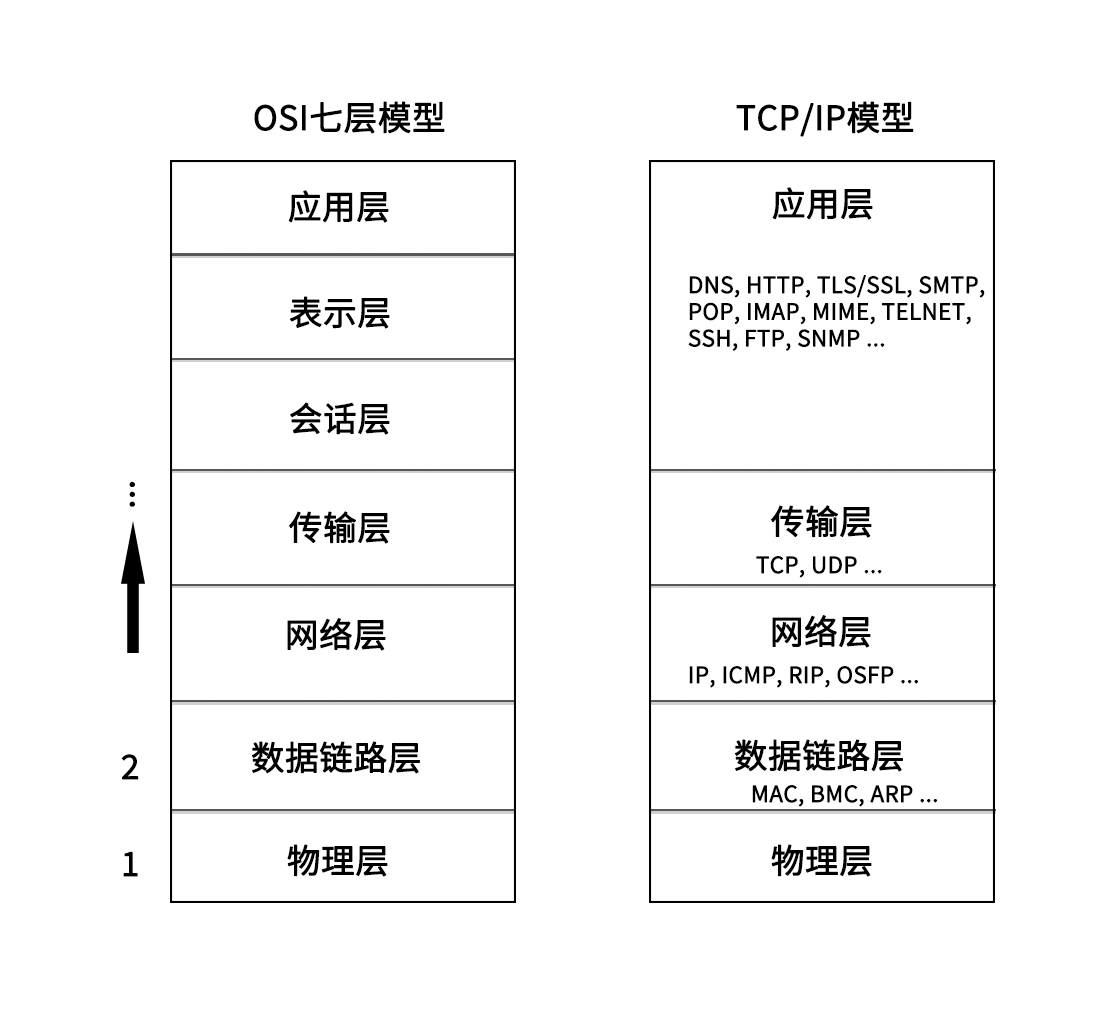 OSI七层模型
应用层
表示层
会话层
传输层
网络层
数据链路层
物理层
⋮
2
1
TCP/IP模型
应用层
DNS, HTTP, TLS/SSL, SMTP,
POP, IMAP, MIME, TELNET,
SSH, FTP, SNMP ...
传输层
TCP, UDP ...
网络层
IP, ICMP, RIP, OSFP ...
数据链路层
MAC, BMC, ARP ...
物理层